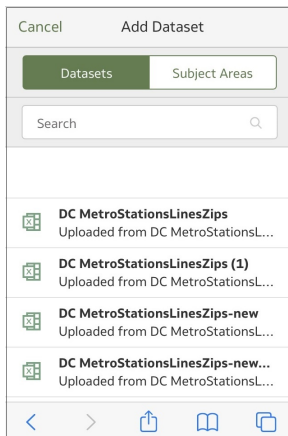 Cancel Add Dataset
Datasets Subject Areas
Search
DC MetroStationsLinesZips
Uploaded from DC MetroStationsL...
DC MetroStationsLinesZips (1)
Uploaded from DC MetroStationsL...
DC MetroStationsLinesZips-new
Uploaded from DC MetroStationsL...
DC MetroStationsLinesZips-new...
Uploaded from DC MetroStationsL...